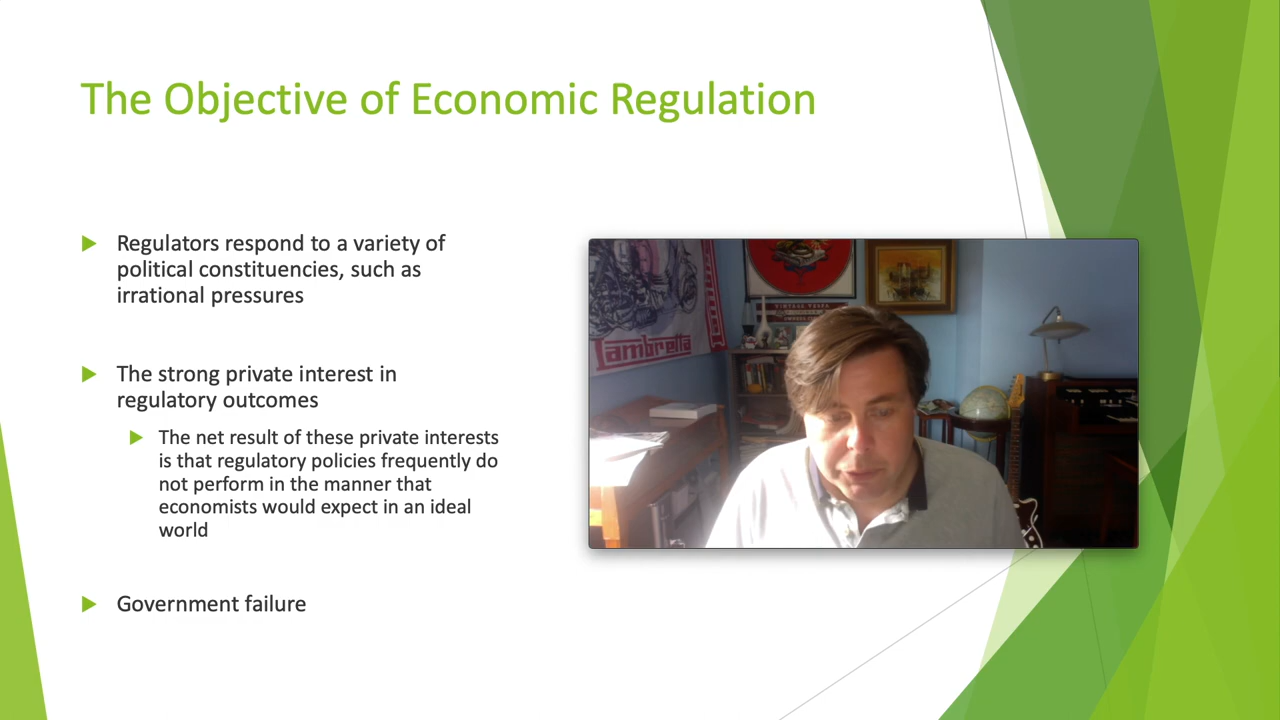 The Objective of Economic Regulation
Regulators respond to a variety of
political constituencies, such as
irrational pressures
The strong private interest in
regulatory outcomes
The net result of these private interests
is that regulatory policies frequently do
not perform in the manner that
economists would expect in an ideal
world
Government failure
Lambretta
VINTAGE VESPA